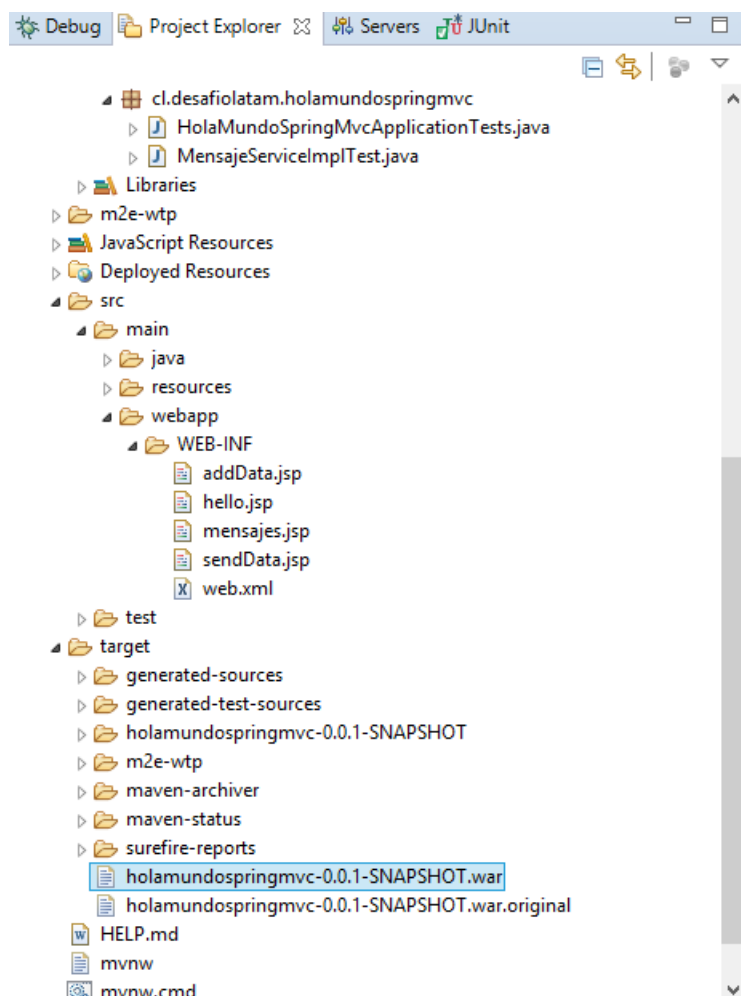 Debug Project Explorer Servers JUnit
cl.desafiolatam.holamundospringmvc
HolaMundoSpringMvcApplicationTests.java
MensajeServiceImplTest.java
Libraries
m2e-wtp
JavaScript Resources
Deployed Resources
src
main
java
resources
webapp
WEB-INF
addData.jsp
hello.jsp
mensajes.jsp
sendData.jsp
web.xml
test
target
generated-sources
generated-test-sources
holamundospringmvc-0.0.1-SNAPSHOT
m2e-wtp
maven-archiver
maven-status
surefire-reports
holamundospringmvc-0.0.1-SNAPSHOT.war
holamundospringmvc-0.0.1-SNAPSHOT.war.original
HELP.md
mvnw
mvnw.cmd